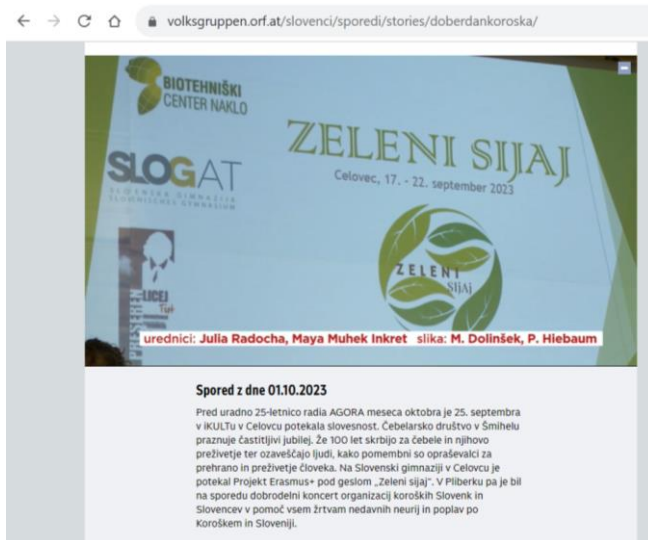 volksgruppen.orf.at/slovenci/sporedi/stories/doberdankoroska/
BIOTEHNIŠKI
CENTER NAKLO
ZELENI SIJAJ
Celovec, 17. - 22. september 2023
SLOGAT
SLOVENSKA GIMNAZIJA
SLOWENISCHES GYMNASIUM
ZELENI
SIJAJ
PREŠEREN
LICEJ
urednici: Julia Radocha, Maya Muhek Inkret slika: M. Dolinšek, P. Hiebaum
Spored z dne 01.10.2023
Pred uradno 25-letnico radia AGORA meseca oktobra je 25. septembra
v iKULTu v Celovcu potekala slovesnost. Čebelarsko društvo v Šmihelu
praznuje častitljivi jubilej. Že 100 let skrbijo za čebele in njihovo
preživetje ter ozaveščajo ljudi, kako pomembni so opraševalci za
prehrano in preživetje človeka. Na Slovenski gimnaziji v Celovcu je
potekal Projekt Erasmus+ pod geslom „Zeleni sijaj". V Pliberku pa je bil
na sporedu dobrodelni koncert organizacij koroških Slovenk in
Slovencev v pomoč vsem žrtvam nedavnih neurij in poplav po
Koroškem in Sloveniji.